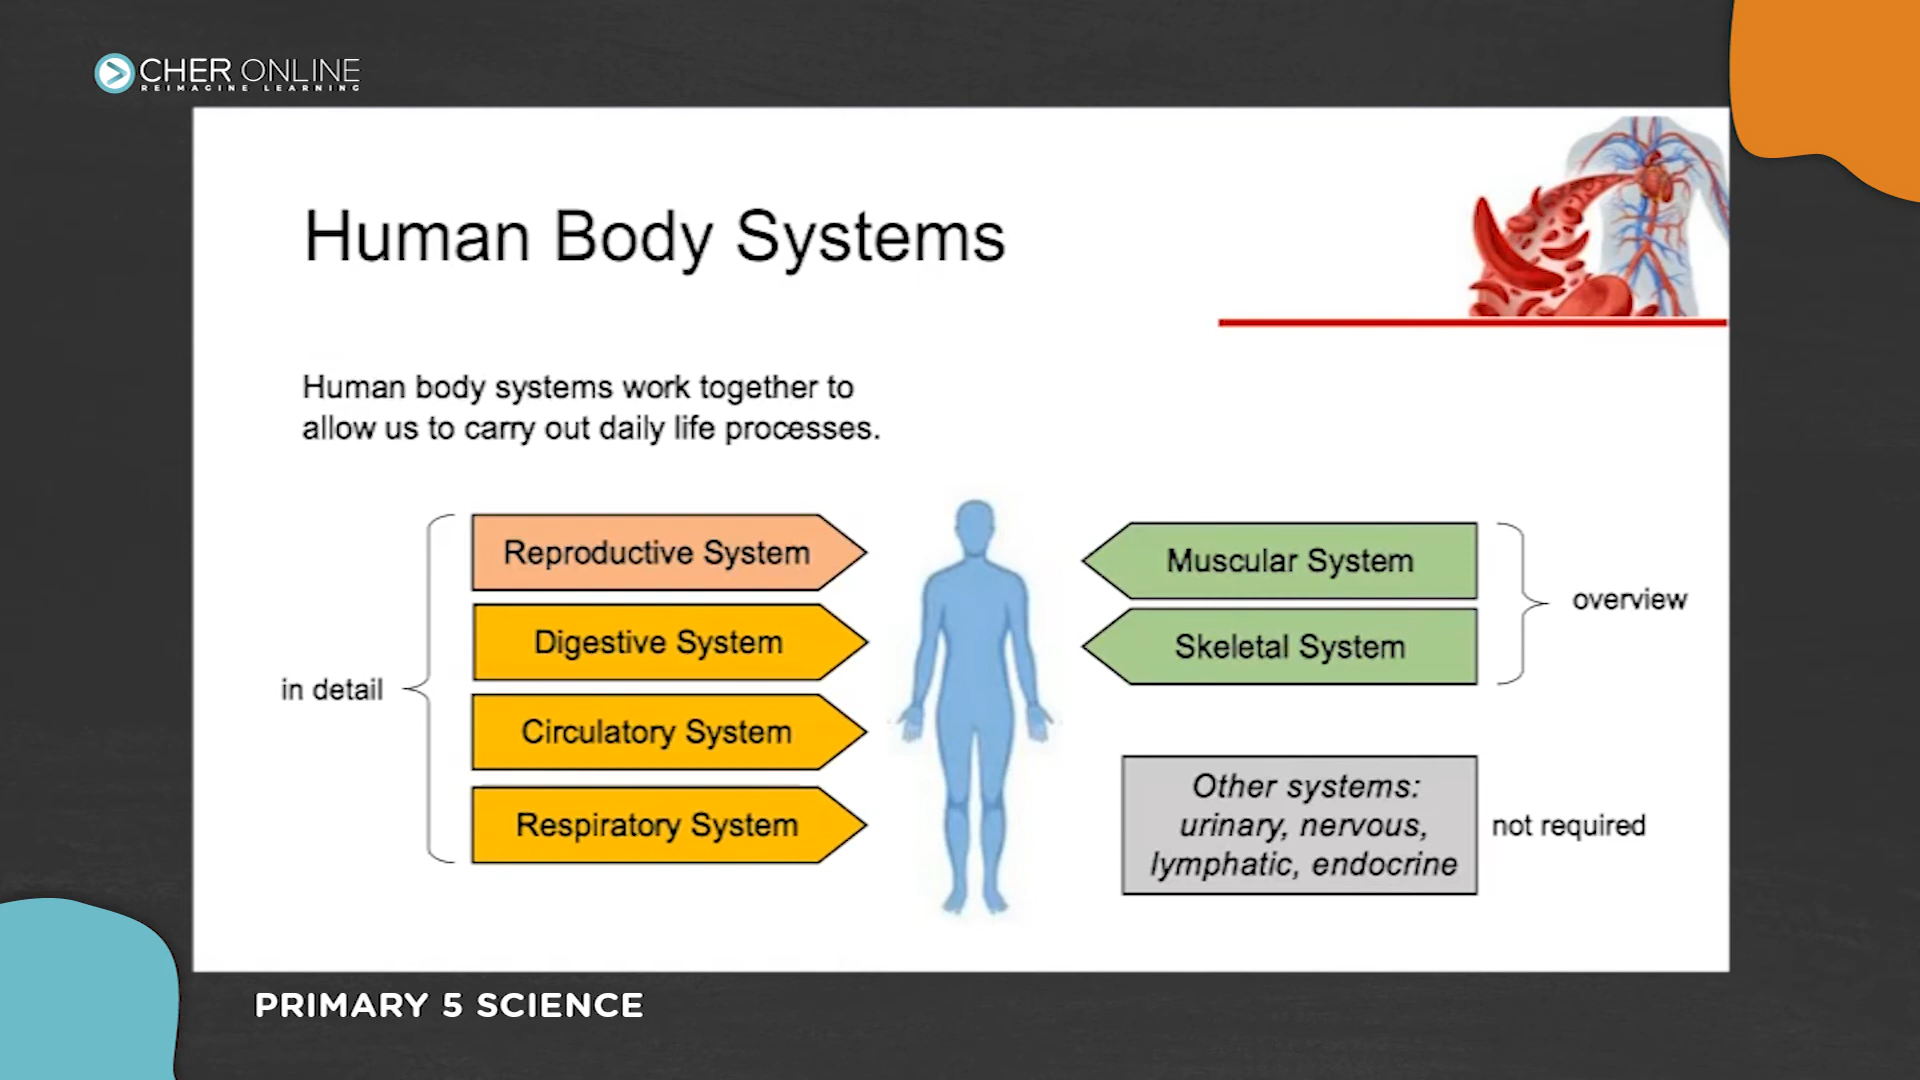 CHER ONLINE
REIMAGINE LEARNING
Human Body Systems
Human body systems work together to
allow us to carry out daily life processes.
in detail
Reproductive System
Digestive System
Circulatory System
Respiratory System
Muscular System
Skeletal System
overview
Other systems:
urinary, nervous,
lymphatic, endocrine
not required
PRIMARY 5 SCIENCE